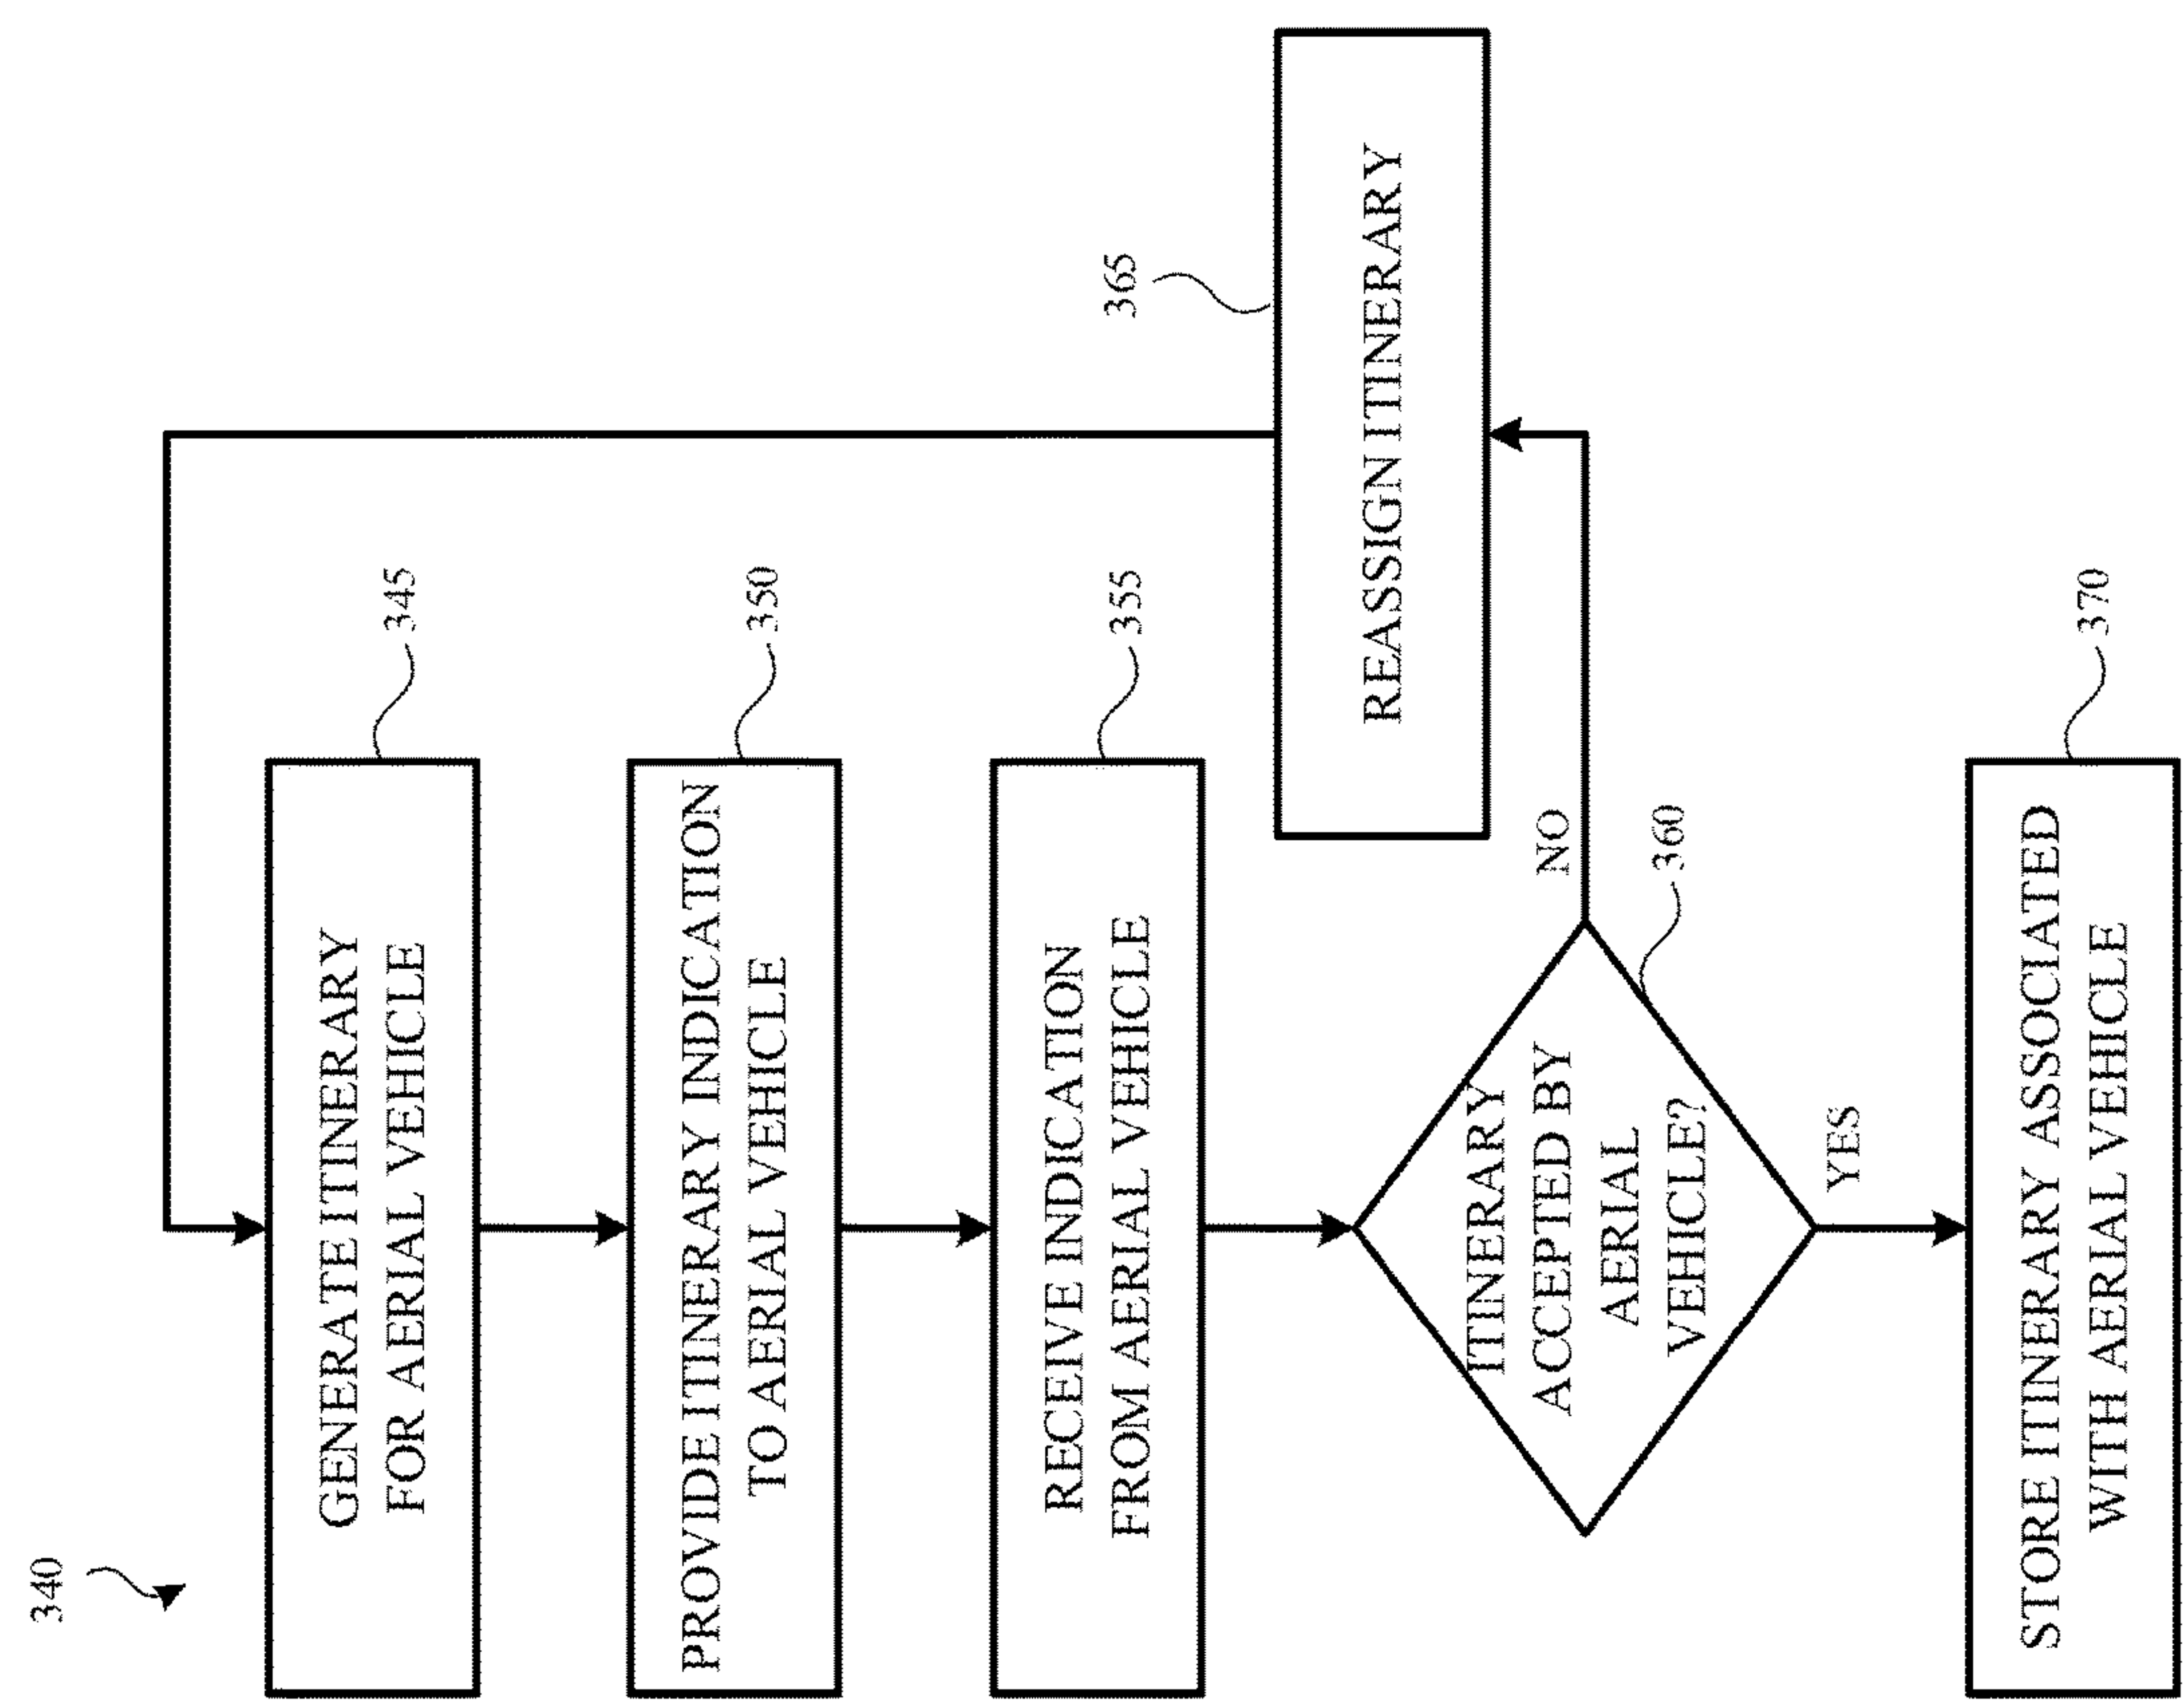 340
GENERATE ITINERARY
FOR AERIAL VEHICLE
345
PROVIDE ITINERARY INDICATION
TO AERIAL VEHICLE
350
RECEIVE INDICATION
FROM AERIAL VEHICLE
355
ITINERARY
ACCEPTED BY
AERIAL
VEHICLE?
360
NO
REASSIGN ITINERARY
365
YES
STORE ITINERARY ASSOCIATED
WITH AERIAL VEHICLE
370